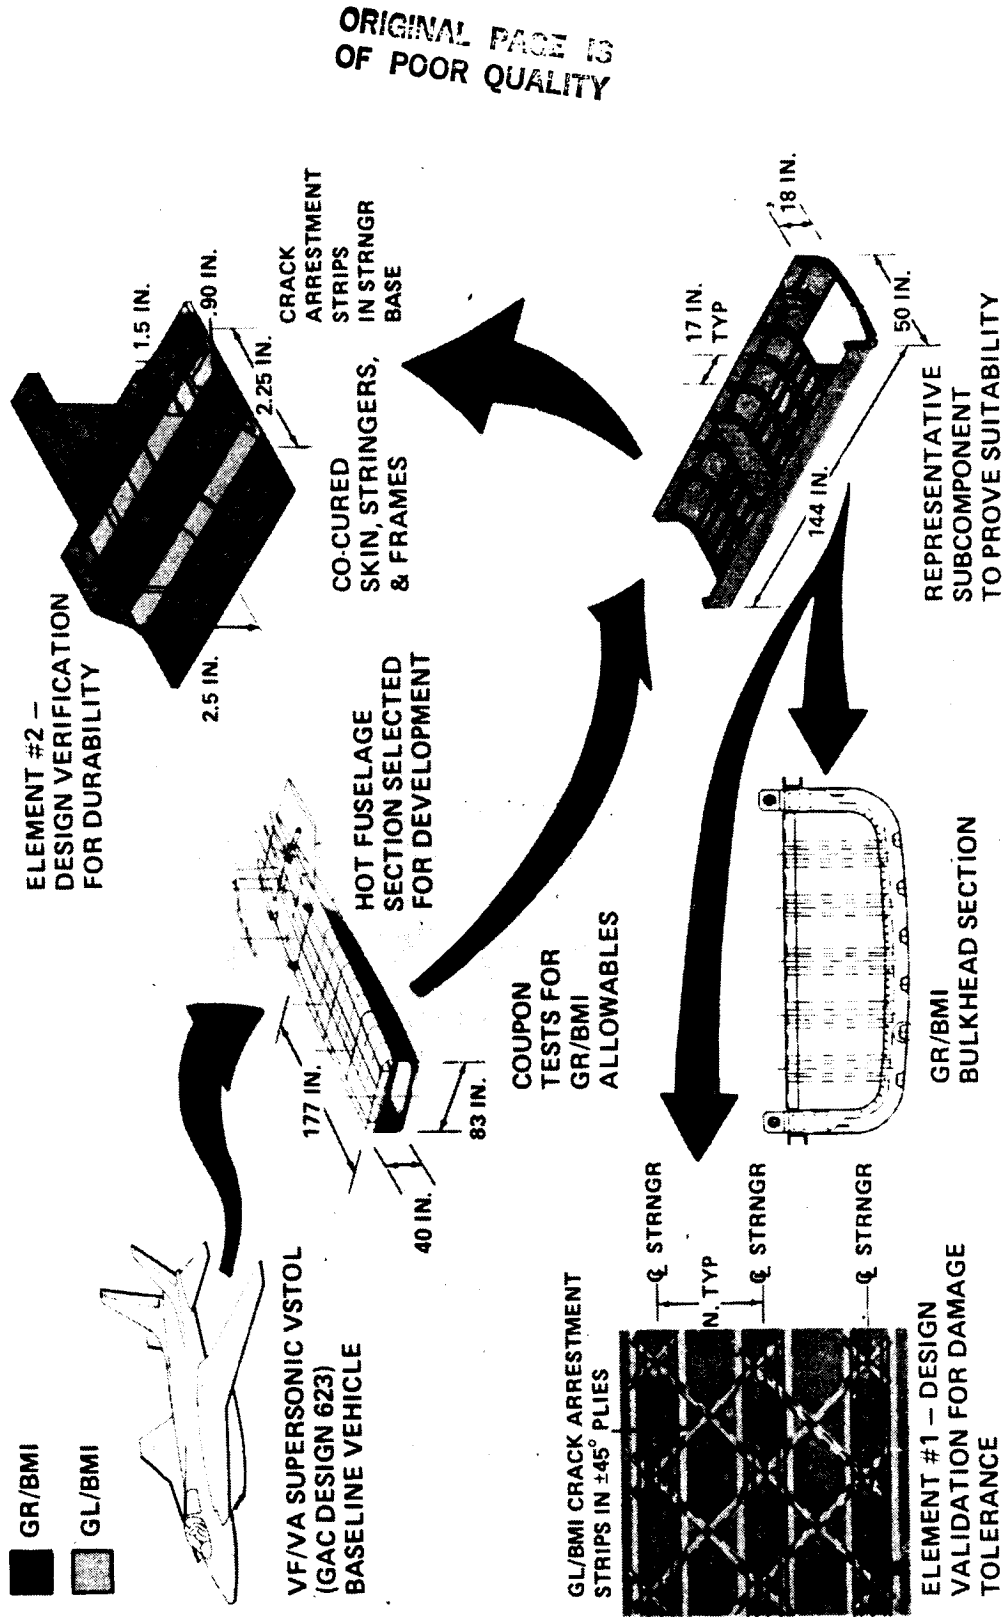 ORIGINAL PAGE IS
OF POOR QUALITY
GR/BMI
GL/BMI
VF/VA SUPERSONIC VSTOL
(GAC DESIGN 623)
BASELINE VEHICLE
177 IN.
40 IN.
83 IN.
HOT FUSELAGE
SECTION SELECTED
FOR DEVELOPMENT
ELEMENT #2 –
DESIGN VERIFICATION
FOR DURABILITY
2.5 IN.
1.5 IN.
.90 IN.
2.25 IN.
CO-CURED
SKIN, STRINGERS,
& FRAMES
CRACK
ARRESTMENT
STRIPS
IN STRNGR
BASE
COUPON
TESTS FOR
GR/BMI
ALLOWABLES
GL/BMI CRACK ARRESTMENT
STRIPS IN ±45° PLIES
℄ STRNGR
N. TYP
℄ STRNGR
℄ STRNGR
ELEMENT #1 – DESIGN
VALIDATION FOR DAMAGE
TOLERANCE
GR/BMI
BULKHEAD SECTION
17 IN.
TYP
18 IN.
144 IN.
50 IN.
REPRESENTATIVE
SUBCOMPONENT
TO PROVE SUITABILITY